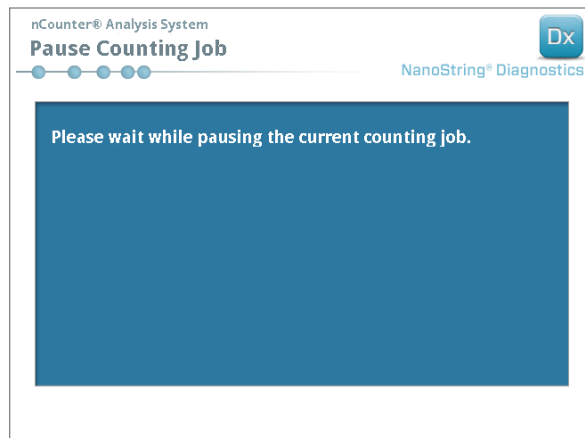 nCounter® Analysis System
Pause Counting Job
Dx
NanoString® Diagnostics
Please wait while pausing the current counting job.